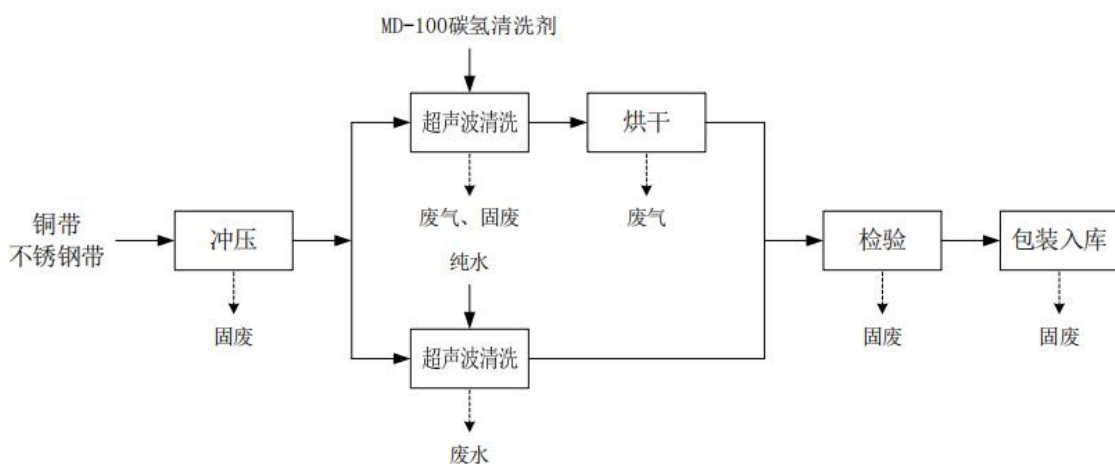 MD-100碳氢清洗剂
超声波清洗
烘干
废气、固废
废气
铜带
不锈钢带
冲压
纯水
检验
包装入库
固废
超声波清洗
固废
固废
废水